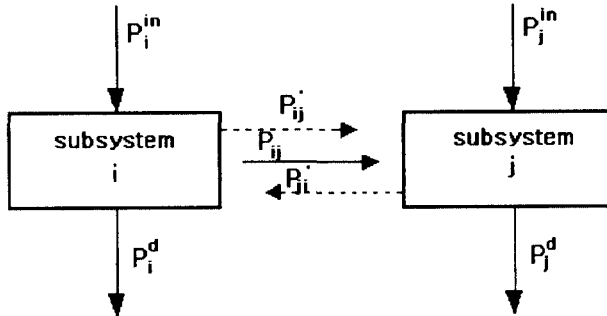 P_i^in
P_j^in
subsystem
i
P_ij'
P_ij
P_ji'
subsystem
j
P_i^d
P_j^d